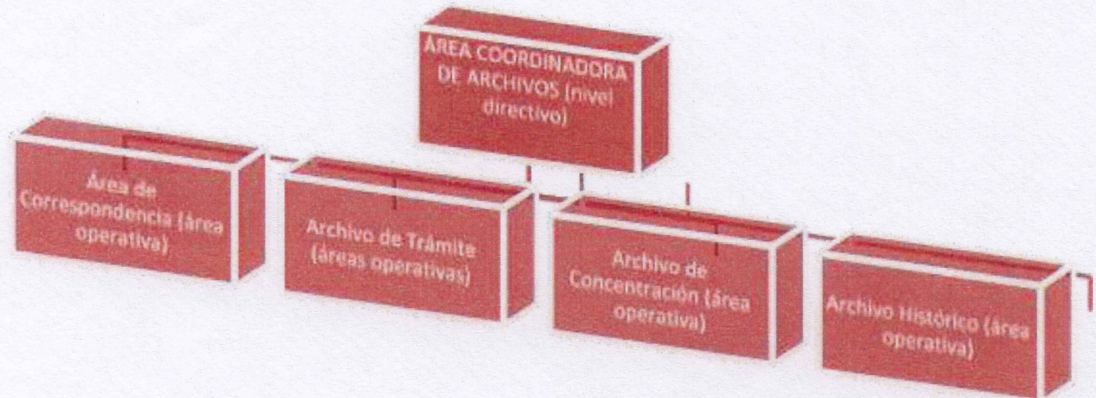 ÁREA COORDINADORA
DE ARCHIVOS (nivel
directivo)
Área de
Correspondencia (área
operativa)
Archivo de Trámite
(áreas operativas)
Archivo de
Concentración (área
operativa)
Archivo Histórico (área
operativa)